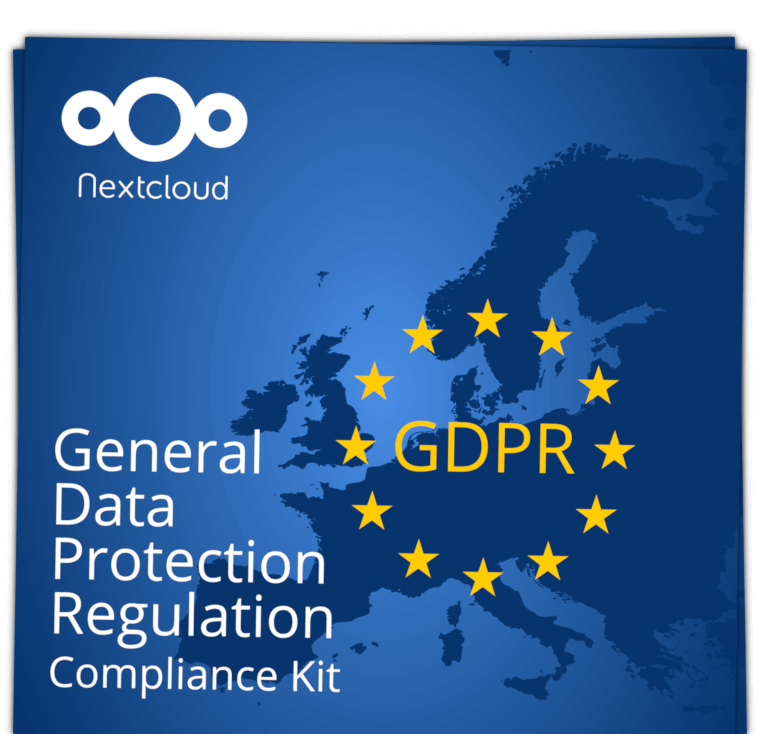 Nextcloud
GDPR
General
Data
Protection
Regulation
Compliance Kit